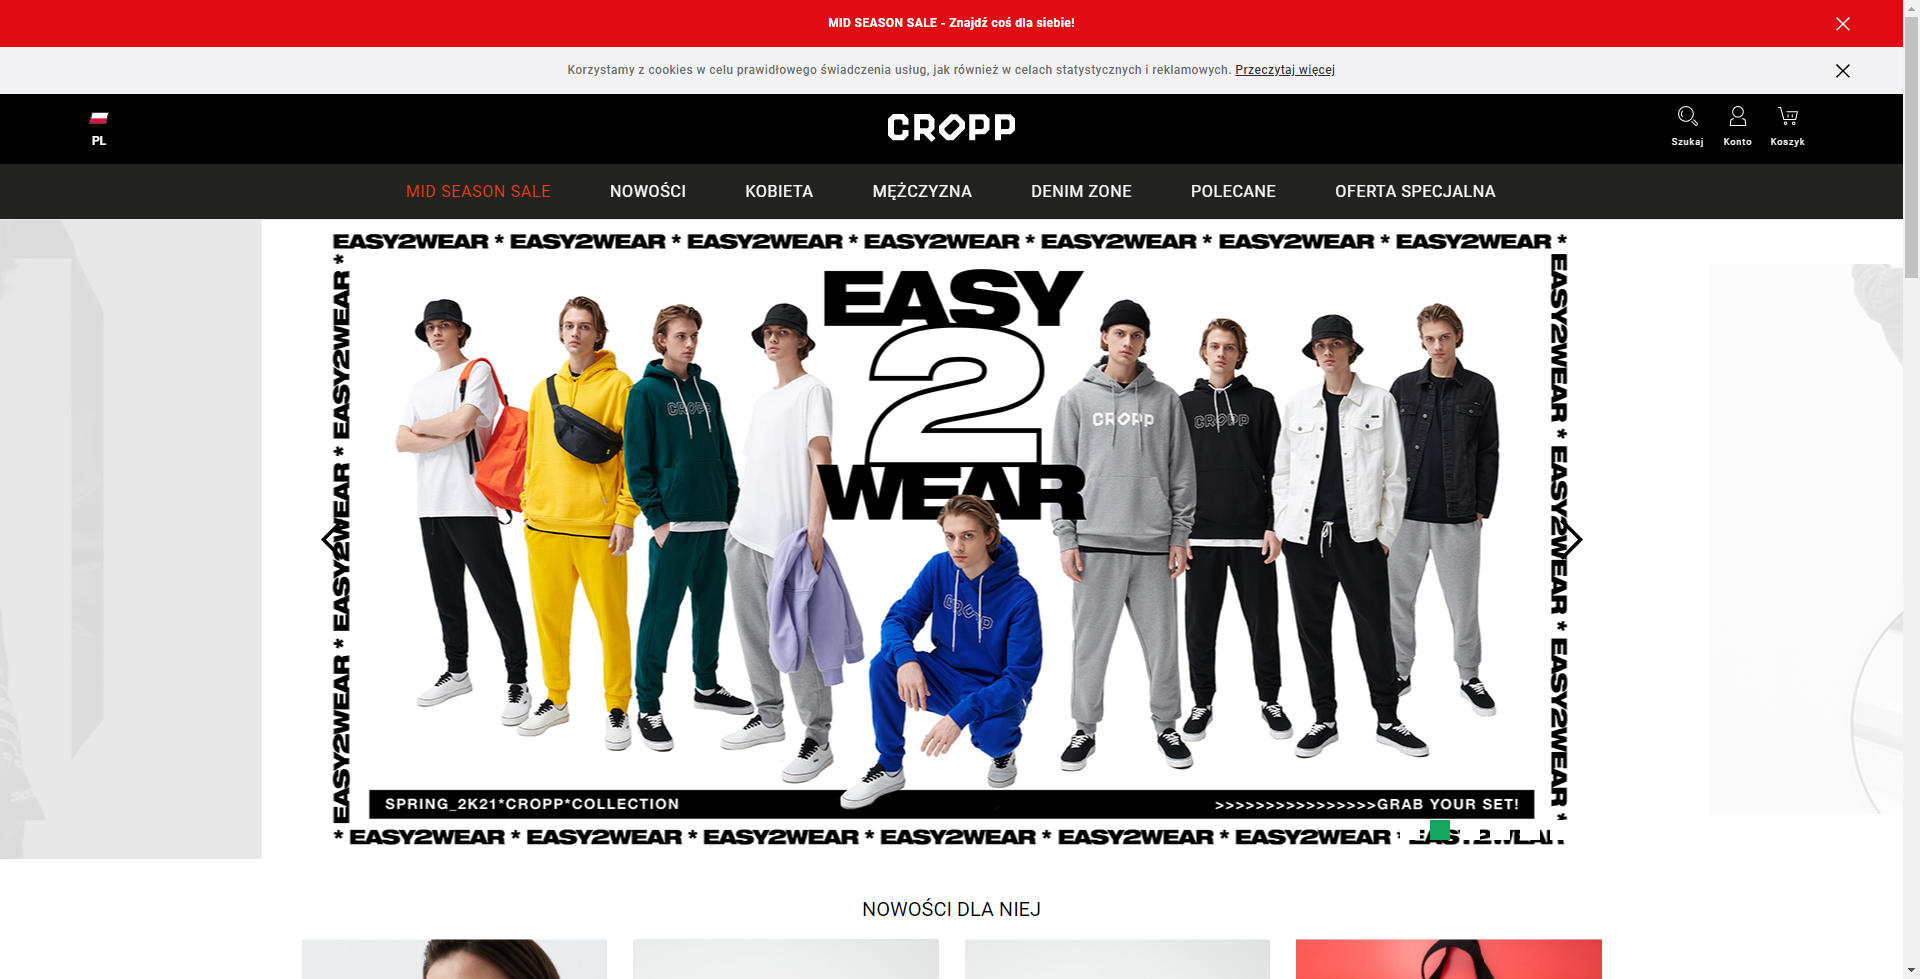 MID SEASON SALE - Znajdź coś dla siebie!
Korzystamy z cookies w celu prawidłowego świadczenia usług, jak również w celach statystycznych i reklamowych. Przeczytaj więcej
PL
CROPP
Szukaj Konto Koszyk
MID SEASON SALE NOWOŚCI KOBIETA MĘŻCZYZNA DENIM ZONE POLECANE OFERTA SPECJALNA
EASY2WEAR * EASY2WEAR * EASY2WEAR * EASY2WEAR * EASY2WEAR * EASY2WEAR * EASY2WEAR *
EASY2WEAR * EASY2WEAR * EASY2WEAR *
EASY
2
WEAR
CROPP
CROPP
CROPP
CROPP
EASY2WEAR * EASY2WEAR * EASY2WEAR *
SPRING_2K21*CROPP*COLLECTION
>>>>>>>>>>>>>>>>GRAB YOUR SET!
* EASY2WEAR * EASY2WEAR * EASY2WEAR * EASY2WEAR * EASY2WEAR * EASY2WEAR * EASY2WEAR
NOWOŚCI DLA NIEJ